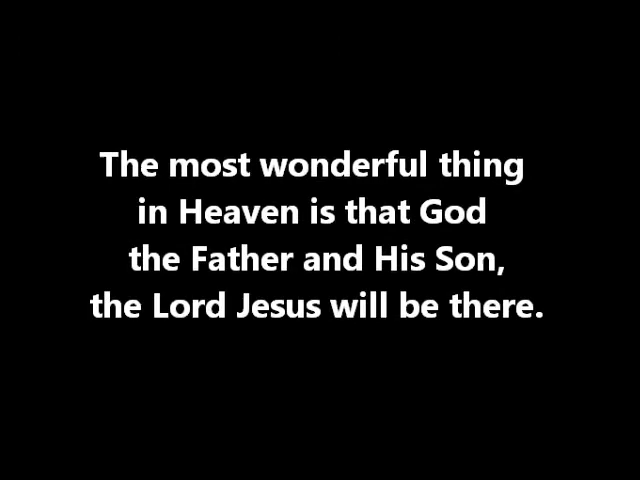 The most wonderful thing
in Heaven is that God
the Father and His Son,
the Lord Jesus will be there.